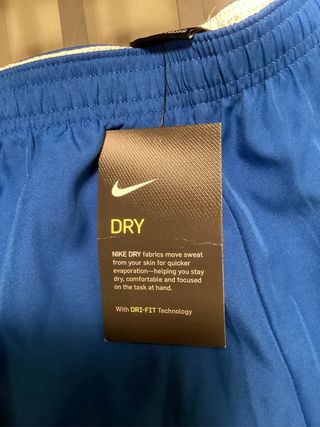 DRY
NIKE DRY fabrics move sweat
from your skin for quicker
evaporation—helping you stay
dry, comfortable and focused
on the task at hand.
With DRI-FIT Technology